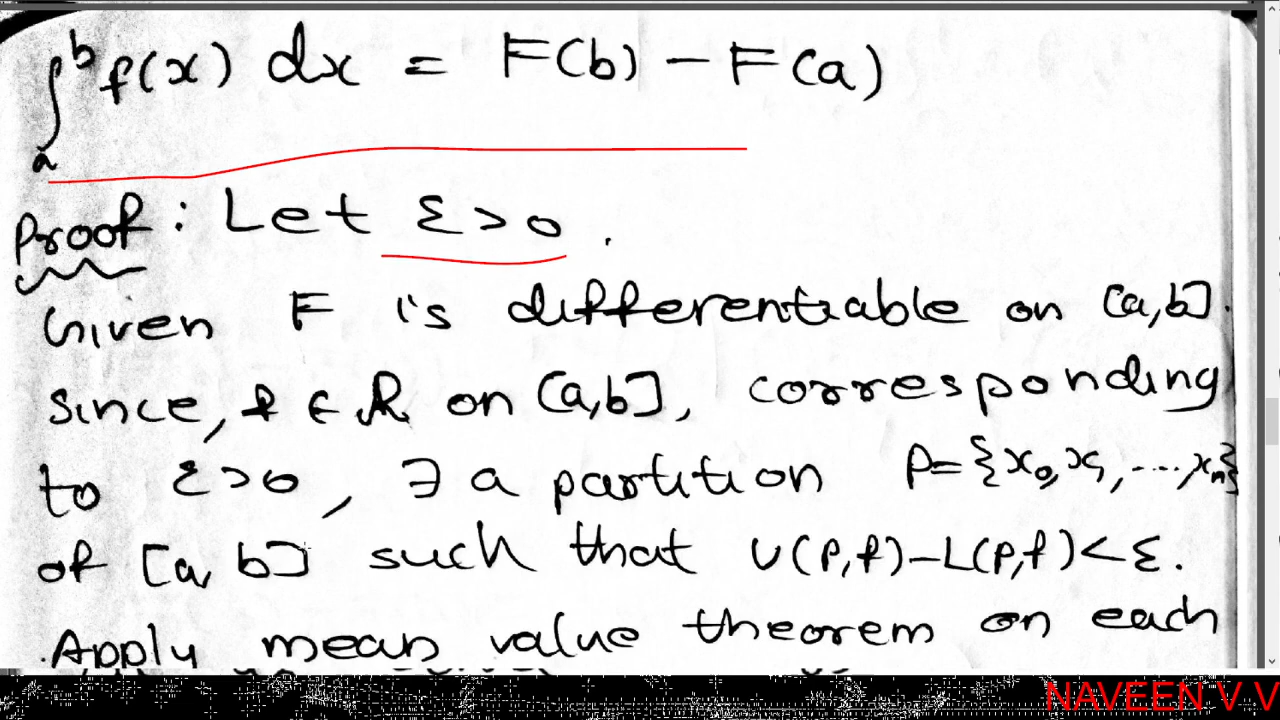 ∫ₐᵇ f(x) dx = F(b) - F(a)
Proof: Let ε>0.
Given F is differentiable on [a,b].
Since, f ∈ R on [a,b], corresponding
to ε>0, ∃ a partition P={x₀,x₁,...,xₙ}
of [a, b] such that U(P,f)-L(P,f)<ε.
Apply mean value theorem on each
NAVEEN V V